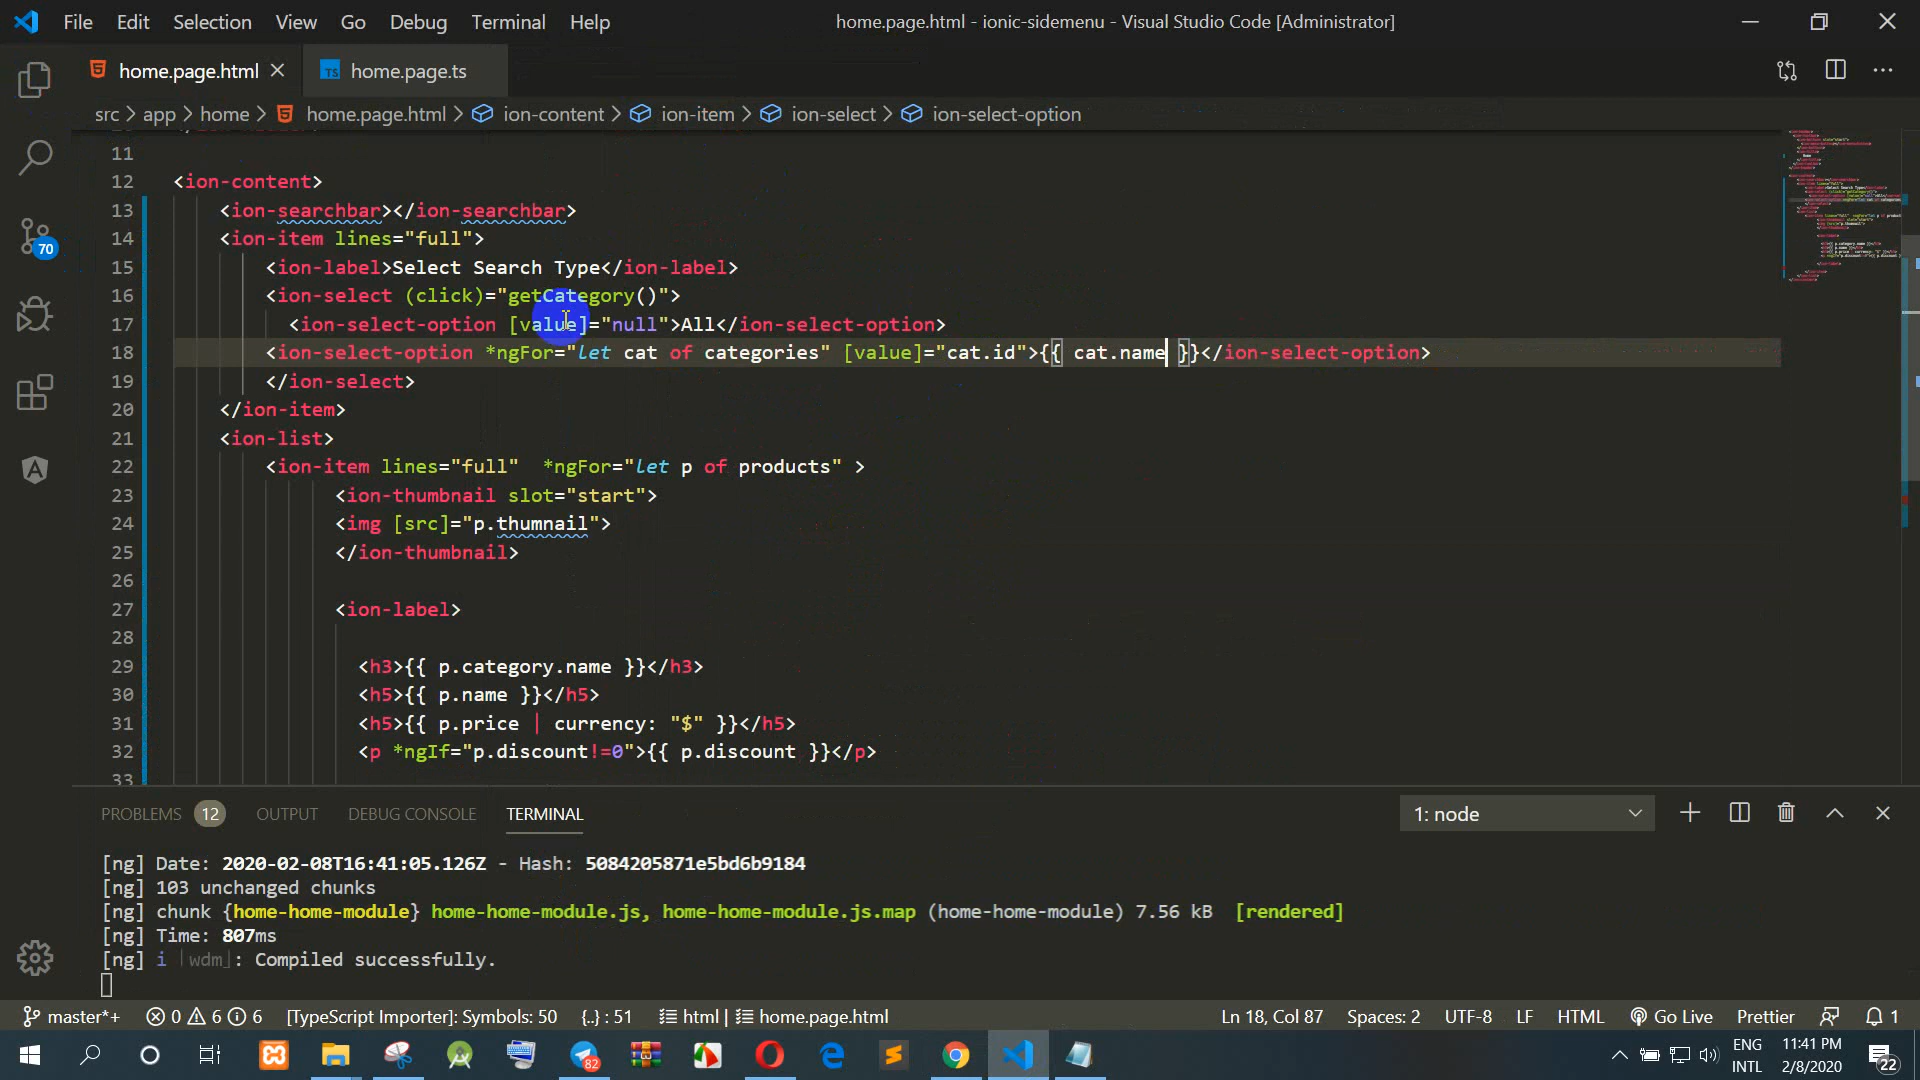 File Edit Selection View Go Debug Terminal Help
home.page.html - ionic-sidemenu - Visual Studio Code [Administrator]
home.page.html
TS home.page.ts
src > app > home > home.page.html > ion-content > ion-item > ion-select > ion-select-option
11
12 <ion-content>
13 <ion-searchbar></ion-searchbar>
14 <ion-item lines="full">
15 <ion-label>Select Search Type</ion-label>
16 <ion-select (click)="getCategory()">
17 <ion-select-option [value]="null">All</ion-select-option>
18 <ion-select-option *ngFor="let cat of categories" [value]="cat.id">{{ cat.name }}</ion-select-option>
19 </ion-select>
20 </ion-item>
21 <ion-list>
22 <ion-item lines="full"  *ngFor="let p of products" >
23 <ion-thumbnail slot="start">
24 <img [src]="p.thumnail">
25 </ion-thumbnail>
26
27 <ion-label>
28
29 <h3>{{ p.category.name }}</h3>
30 <h5>{{ p.name }}</h5>
31 <h5>{{ p.price | currency: "$" }}</h5>
32 <p *ngIf="p.discount!=0">{{ p.discount }}</p>
33
PROBLEMS 12 OUTPUT DEBUG CONSOLE TERMINAL
1: node
[ng] Date: 2020-02-08T16:41:05.126Z - Hash: 5084205871e5bd6b9184
[ng] 103 unchanged chunks
[ng] chunk {home-home-module} home-home-module.js, home-home-module.js.map (home-home-module) 7.56 kB [rendered]
[ng] Time: 807ms
[ng] i ｢wdm｣: Compiled successfully.
70
master*+ 0 6 6 [TypeScript Importer]: Symbols: 50 {..} : 51 html | home.page.html
Ln 18, Col 87 Spaces: 2 UTF-8 LF HTML Go Live Prettier 1
82
ENG
INTL
11:41 PM
2/8/2020
22